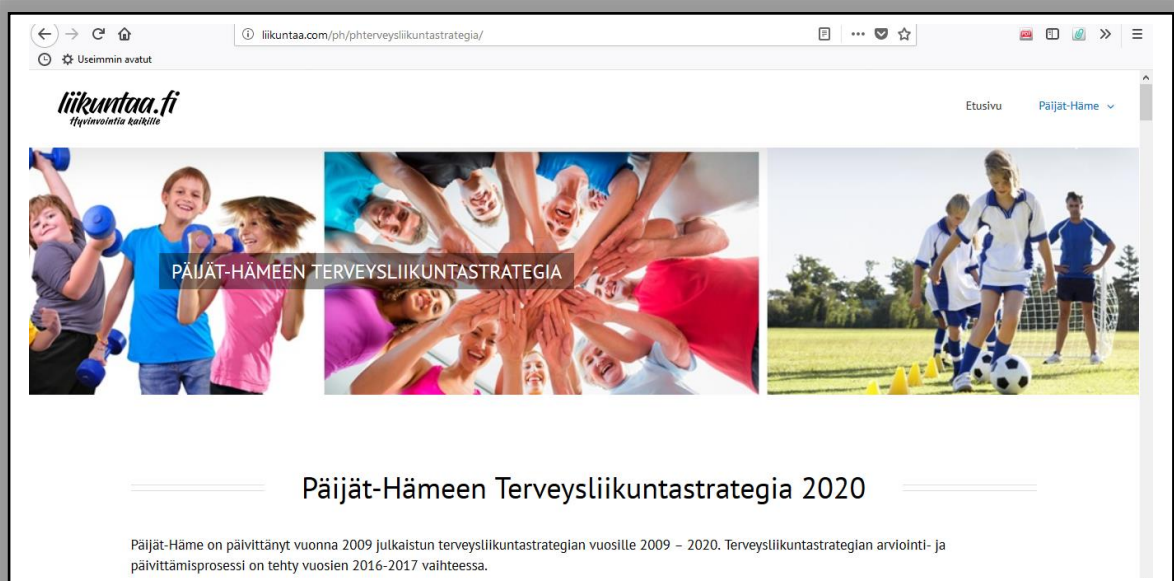 liikuntaa.com/ph/phterveysliikuntastrategia/
Useimmin avatut
liikuntaa.fi
Hyvinvointia kaikille
Etusivu
Päijät-Häme
PÄIJÄT-HÄMEEN TERVEYSLIIKUNTASTRATEGIA
Päijät-Hämeen Terveysliikuntastrategia 2020
Päijät-Häme on päivittänyt vuonna 2009 julkaistun terveysliikuntastrategian vuosille 2009 – 2020. Terveysliikuntastrategian arviointi- ja
päivittämisprosessi on tehty vuosien 2016-2017 vaihteessa.